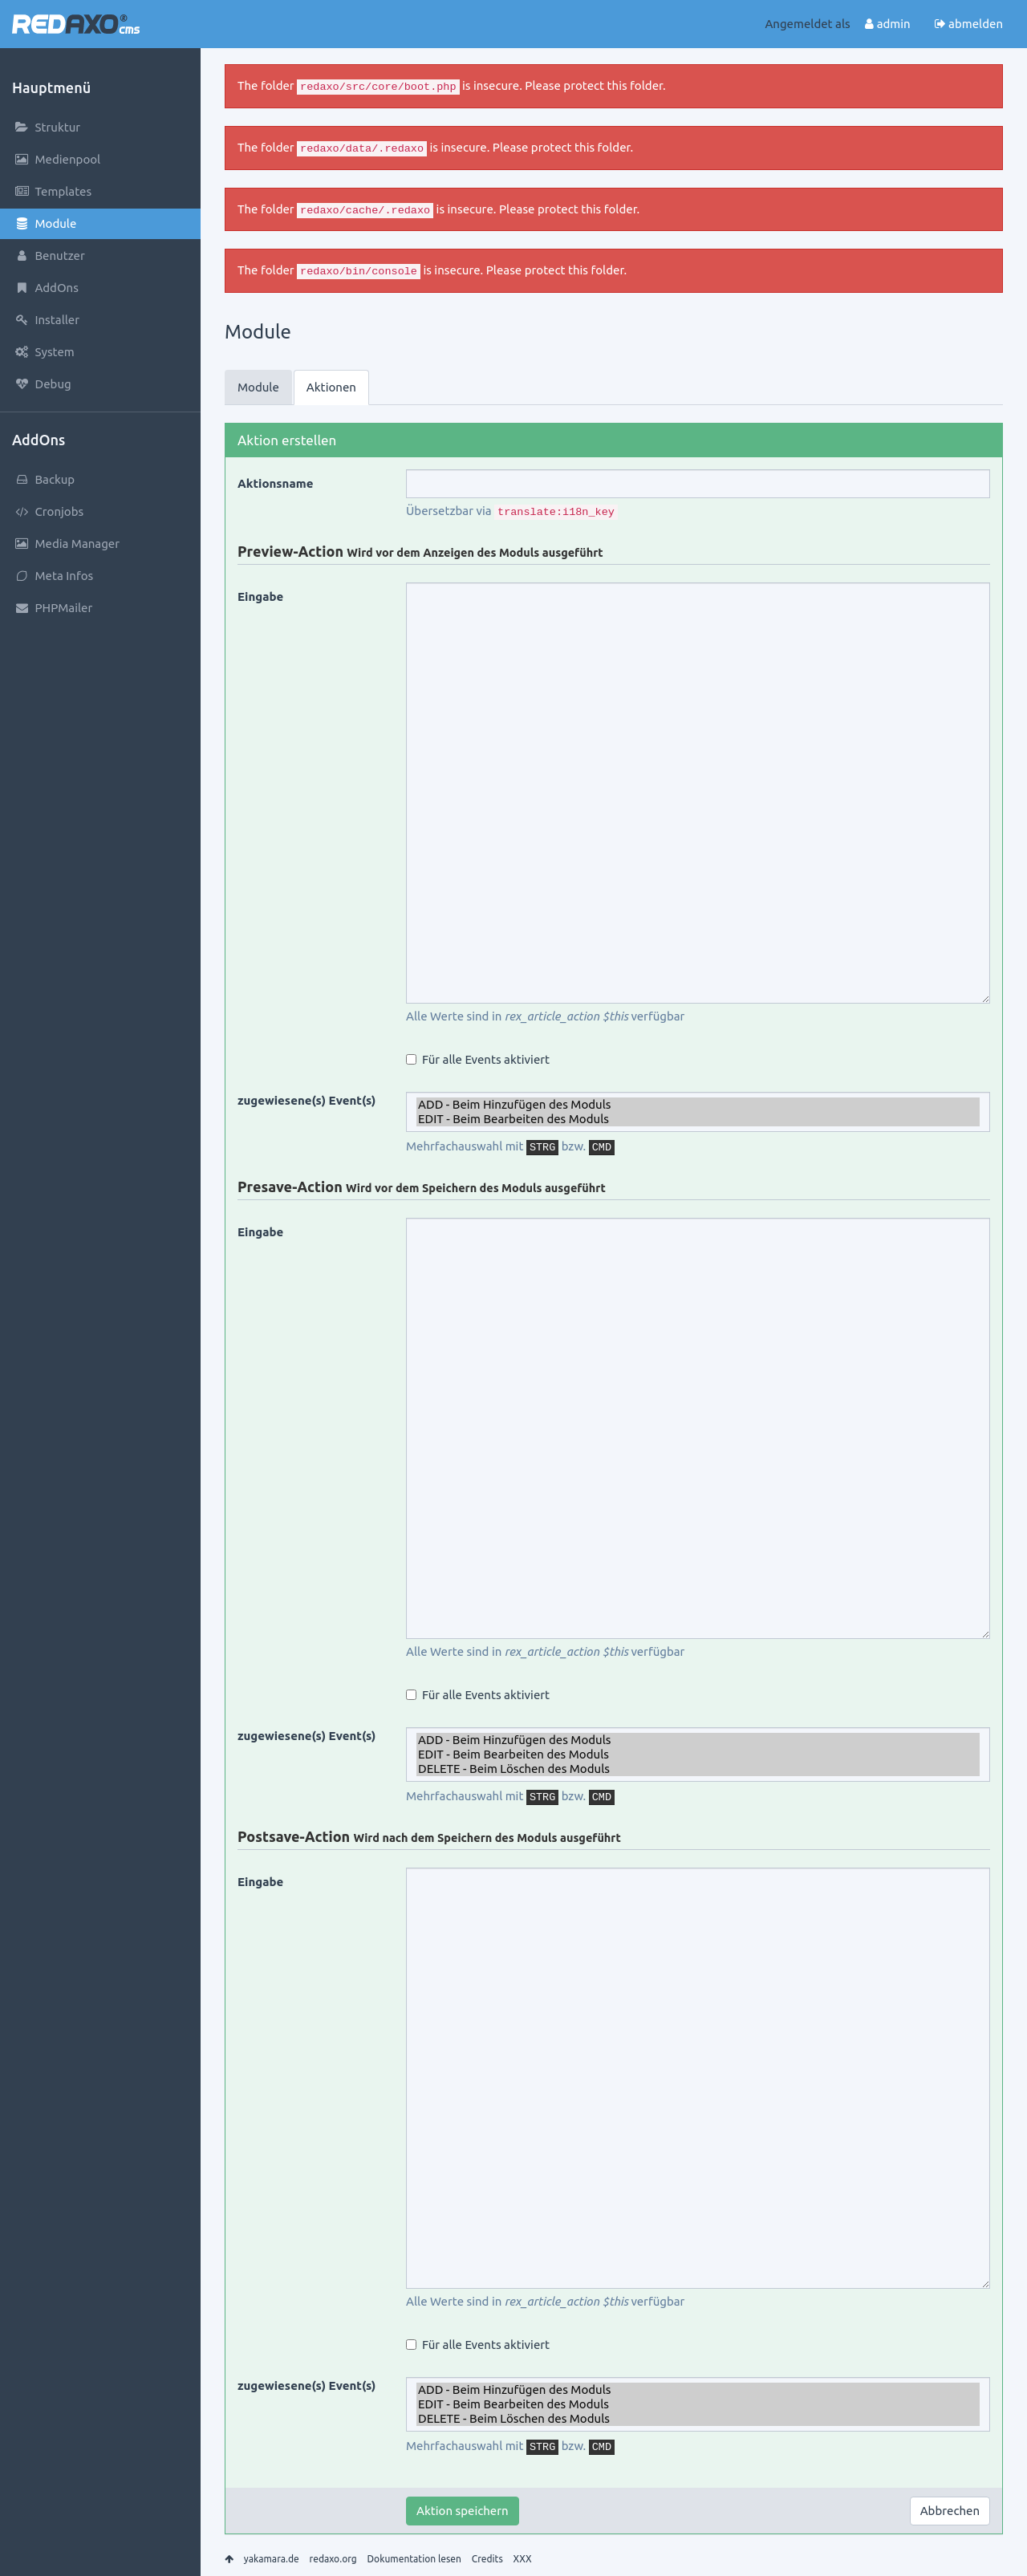 REDAXO® cms
Angemeldet als admin abmelden
Hauptmenü
Struktur
Medienpool
Templates
Module
Benutzer
AddOns
Installer
System
Debug
AddOns
Backup
Cronjobs
Media Manager
Meta Infos
PHPMailer
The folder redaxo/src/core/boot.php is insecure. Please protect this folder.
The folder redaxo/data/.redaxo is insecure. Please protect this folder.
The folder redaxo/cache/.redaxo is insecure. Please protect this folder.
The folder redaxo/bin/console is insecure. Please protect this folder.
Module
Module Aktionen
Aktion erstellen
Aktionsname
Übersetzbar via translate:i18n_key
Preview-Action Wird vor dem Anzeigen des Moduls ausgeführt
Eingabe
Alle Werte sind in rex_article_action $this verfügbar
Für alle Events aktiviert
zugewiesene(s) Event(s)
ADD - Beim Hinzufügen des Moduls
EDIT - Beim Bearbeiten des Moduls
Mehrfachauswahl mit STRG bzw. CMD
Presave-Action Wird vor dem Speichern des Moduls ausgeführt
Eingabe
Alle Werte sind in rex_article_action $this verfügbar
Für alle Events aktiviert
zugewiesene(s) Event(s)
ADD - Beim Hinzufügen des Moduls
EDIT - Beim Bearbeiten des Moduls
DELETE - Beim Löschen des Moduls
Mehrfachauswahl mit STRG bzw. CMD
Postsave-Action Wird nach dem Speichern des Moduls ausgeführt
Eingabe
Alle Werte sind in rex_article_action $this verfügbar
Für alle Events aktiviert
zugewiesene(s) Event(s)
ADD - Beim Hinzufügen des Moduls
EDIT - Beim Bearbeiten des Moduls
DELETE - Beim Löschen des Moduls
Mehrfachauswahl mit STRG bzw. CMD
Aktion speichern Abbrechen
yakamara.de redaxo.org Dokumentation lesen Credits XXX